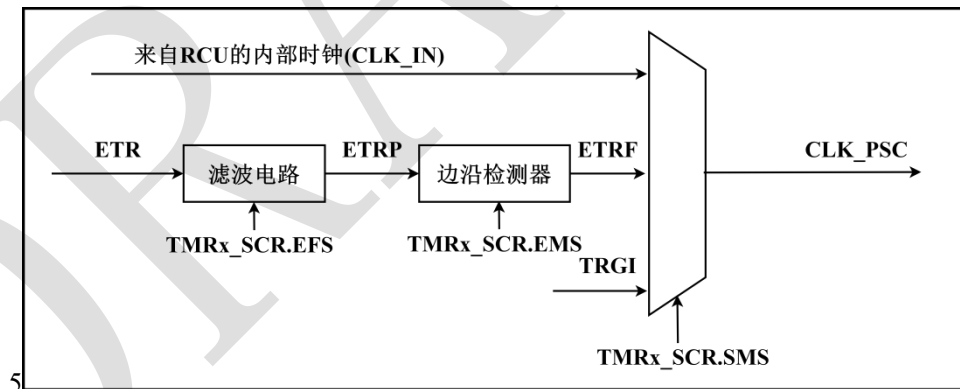 来自RCU的内部时钟(CLK_IN)
ETR
滤波电路
ETRP
边沿检测器
ETRF
CLK_PSC
TMRx_SCR.EFS
TMRx_SCR.EMS
TRGI
TMRx_SCR.SMS
5